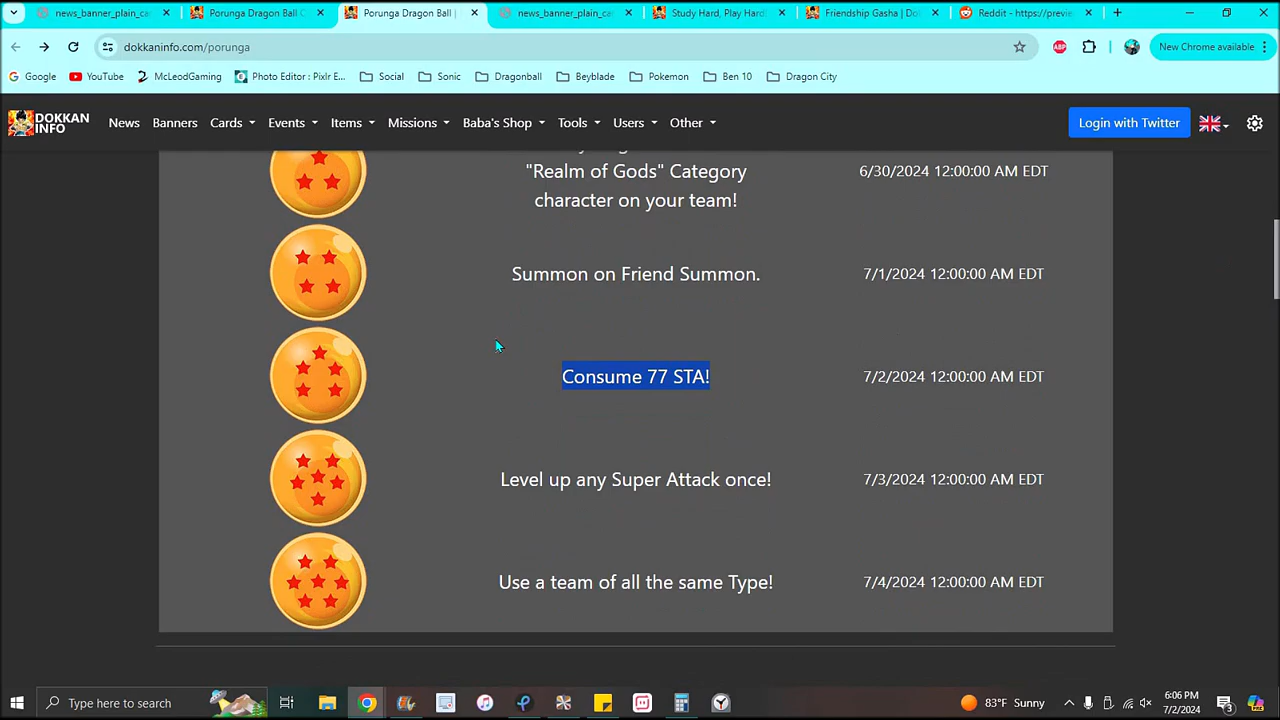 news_banner_plain_ca
Porunga Dragon Ball C
Porunga Dragon Ball |
news_banner_plain_ca
Study Hard, Play Hard
Friendship Gasha | Dol
Reddit - https://previe
dokkaninfo.com/porunga
ABP
New Chrome available
Google
YouTube
McLeodGaming
Photo Editor : Pixlr E...
Social
Sonic
Dragonball
Beyblade
Pokemon
Ben 10
Dragon City
DOKKAN
INFO
News
Banners
Cards
Events
Items
Missions
Baba's Shop
Tools
Users
Other
Login with Twitter
"Realm of Gods" Category
character on your team!
6/30/2024 12:00:00 AM EDT
Summon on Friend Summon.
7/1/2024 12:00:00 AM EDT
Consume 77 STA!
7/2/2024 12:00:00 AM EDT
Level up any Super Attack once!
7/3/2024 12:00:00 AM EDT
Use a team of all the same Type!
7/4/2024 12:00:00 AM EDT
Type here to search
83°F Sunny
6:06 PM
7/2/2024
3